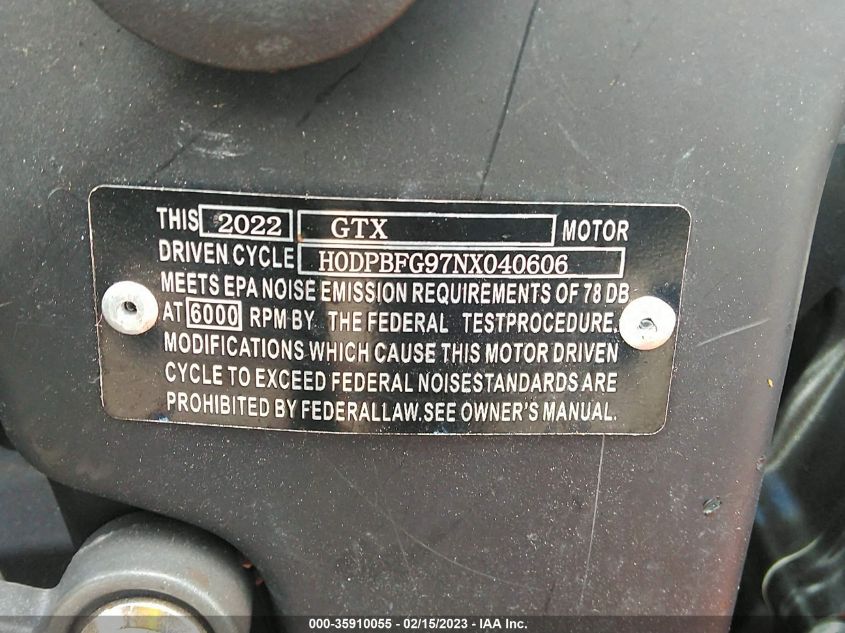 THIS 2022 GTX MOTOR
DRIVEN CYCLE H0DPBFG97NX040606
MEETS EPA NOISE EMISSION REQUIREMENTS OF 78 DB
AT 6000 RPM BY THE FEDERAL TESTPROCEDURE.
MODIFICATIONS WHICH CAUSE THIS MOTOR DRIVEN
CYCLE TO EXCEED FEDERAL NOISESTANDARDS ARE
PROHIBITED BY FEDERALLAW.SEE OWNER'S MANUAL.
000-35910055 - 02/15/2023 - IAA Inc.